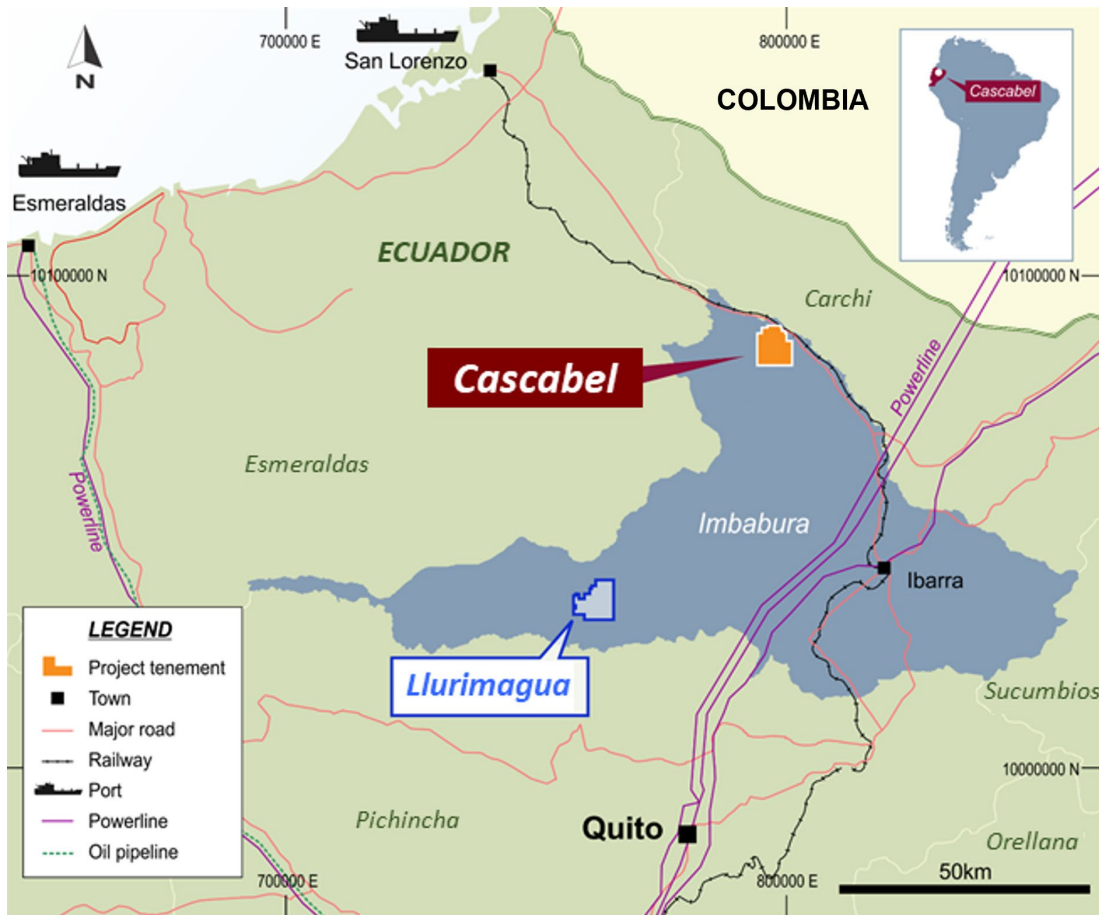 700000 E
800000 E
San Lorenzo
COLOMBIA
Cascabel
N
Esmeraldas
ECUADOR
10100000 N
10100000 N
Carchi
Powerline
Cascabel
Esmeraldas
Powerline
Imbabura
Ibarra
LEGEND
Project tenement
Town
Major road
Railway
Port
Powerline
Oil pipeline
Llurimagua
Sucumbios
10000000 N
Pichincha
Quito
Orellana
700000 E
800000 E
50km